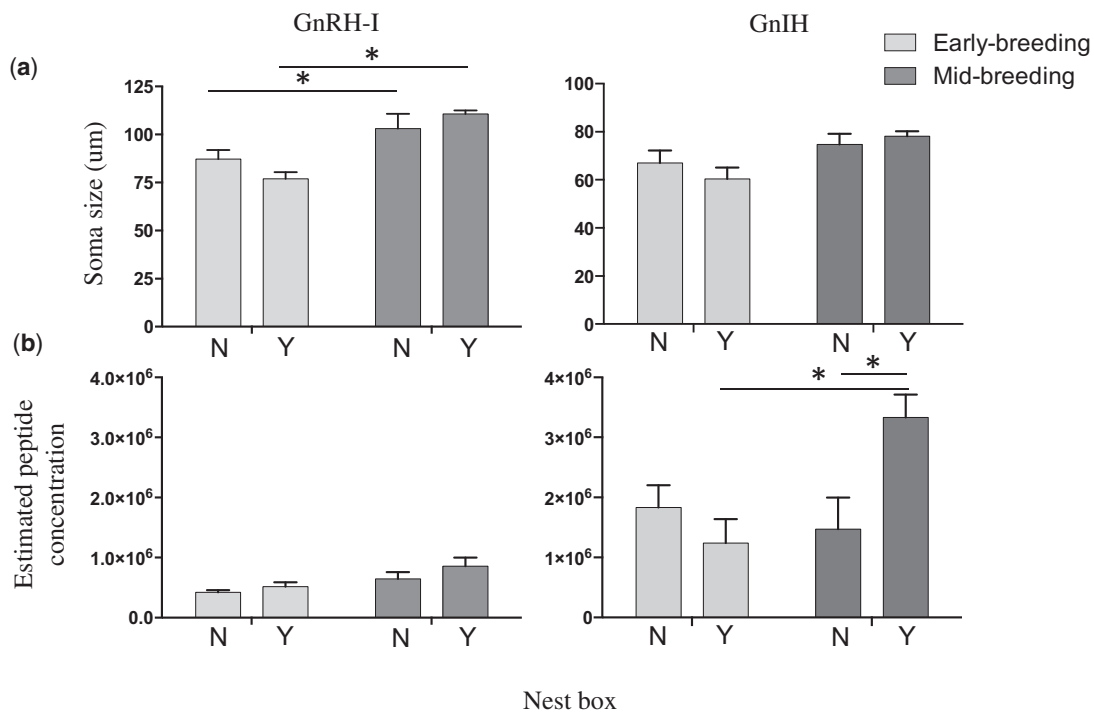 GnRH-I
GnIH
Early-breeding
Mid-breeding
(a)
*
*
Soma size (um)
125
100
75
50
25
0
N Y N Y
100
80
60
40
20
0
N Y N Y
(b)
Estimated peptide
concentration
4.0×10⁶
3.0×10⁶
2.0×10⁶
1.0×10⁶
0.0
N Y N Y
*
*
4×10⁶
3×10⁶
2×10⁶
1×10⁶
0
N Y N Y
Nest box